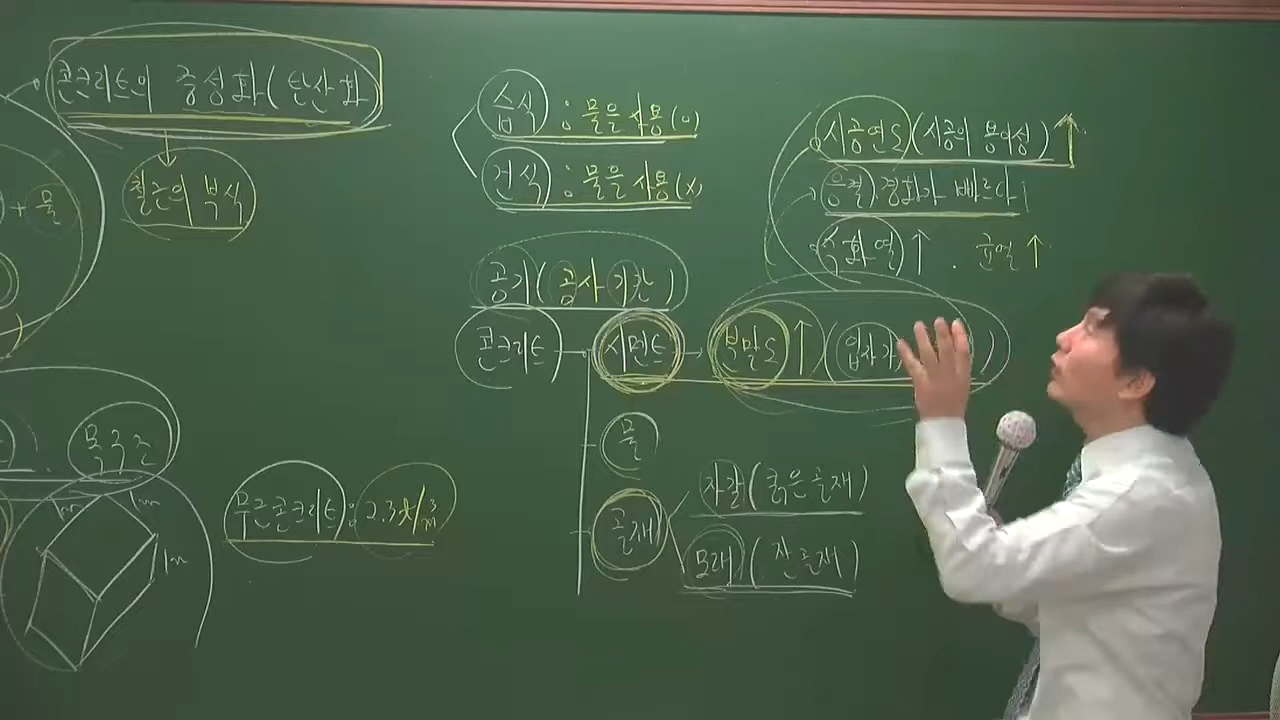 콘크리트의 중성화(탄산화
철근의 부식
+ 물
습식 : 물을 사용(o)
건식 : 물을 사용(x)
공기(공사 기간)
콘크리트
시멘트 → 분말도↑(입자가 )
물
골재
자갈(굵은골재)
모래(잔골재)
시공연도(시공의 용이성)↑
응결, 경화가 빠르다
수화열↑. 균열↑
목구조
1m 1m
1m
무근콘크리트: 2.3t/m³